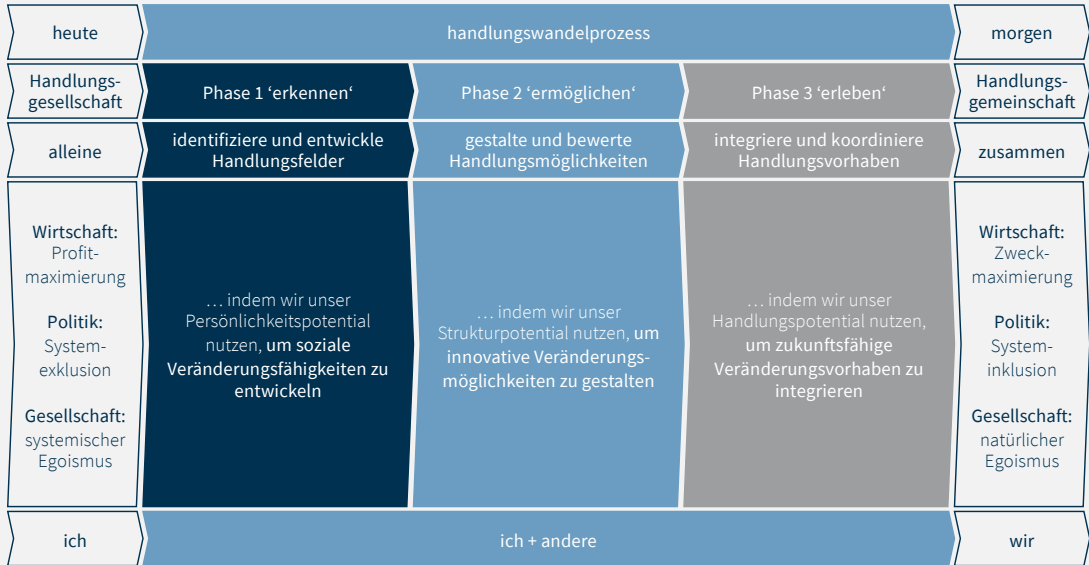 heute
handlungswandelprozess
morgen
Handlungs-
gesellschaft
Phase 1 ‘erkennen‘
Phase 2 ‘ermöglichen‘
Phase 3 ‘erleben‘
Handlungs-
gemeinschaft
alleine
identifiziere und entwickle
Handlungsfelder
gestalte und bewerte
Handlungsmöglichkeiten
integriere und koordiniere
Handlungsvorhaben
zusammen
Wirtschaft:
Profit-
maximierung
Politik:
System-
exklusion
Gesellschaft:
systemischer
Egoismus
… indem wir unser
Persönlichkeitspotential
nutzen, um soziale
Veränderungsfähigkeiten zu
entwickeln
… indem wir unser
Strukturpotential nutzen, um
innovative Veränderungs-
möglichkeiten zu gestalten
… indem wir unser
Handlungspotential nutzen,
um zukunftsfähige
Veränderungsvorhaben zu
integrieren
Wirtschaft:
Zweck-
maximierung
Politik:
System-
inklusion
Gesellschaft:
natürlicher
Egoismus
ich
ich + andere
wir